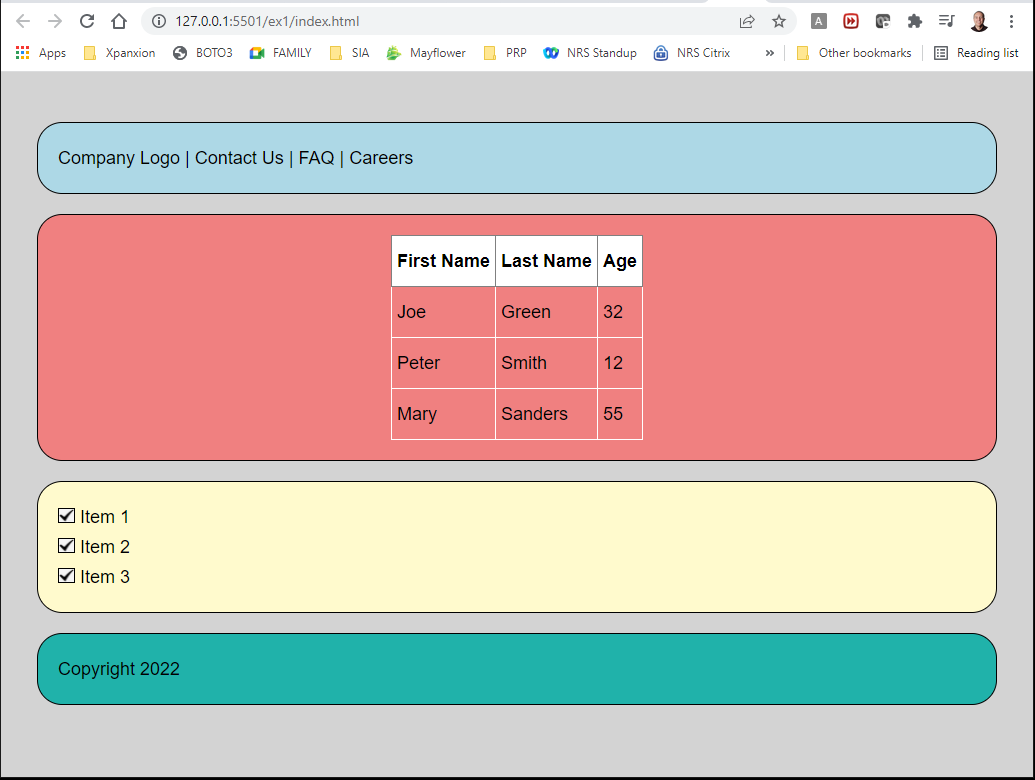 127.0.0.1:5501/ex1/index.html A
Apps Xpanxion BOTO3 FAMILY SIA Mayflower PRP NRS Standup NRS Citrix » Other bookmarks Reading list
Company Logo | Contact Us | FAQ | Careers
First Name Last Name Age
Joe Green 32
Peter Smith 12
Mary Sanders 55
Item 1
Item 2
Item 3
Copyright 2022